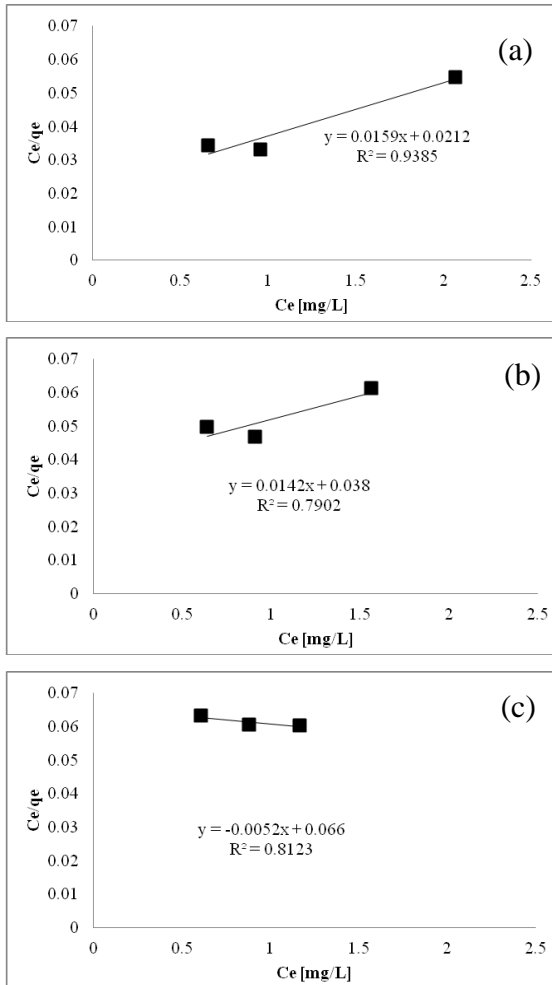 (a)
Ce/qe
0.07
0.06
0.05
0.04
0.03
0.02
0.01
0
y = 0.0159x + 0.0212
R² = 0.9385
0 0.5 1 1.5 2 2.5
Ce [mg/L]
(b)
Ce/qe
0.07
0.06
0.05
0.04
0.03
0.02
0.01
0
y = 0.0142x + 0.038
R² = 0.7902
0 0.5 1 1.5 2 2.5
Ce [mg/L]
(c)
Ce/qe
0.07
0.06
0.05
0.04
0.03
0.02
0.01
0
y = -0.0052x + 0.066
R² = 0.8123
0 0.5 1 1.5 2 2.5
Ce [mg/L]